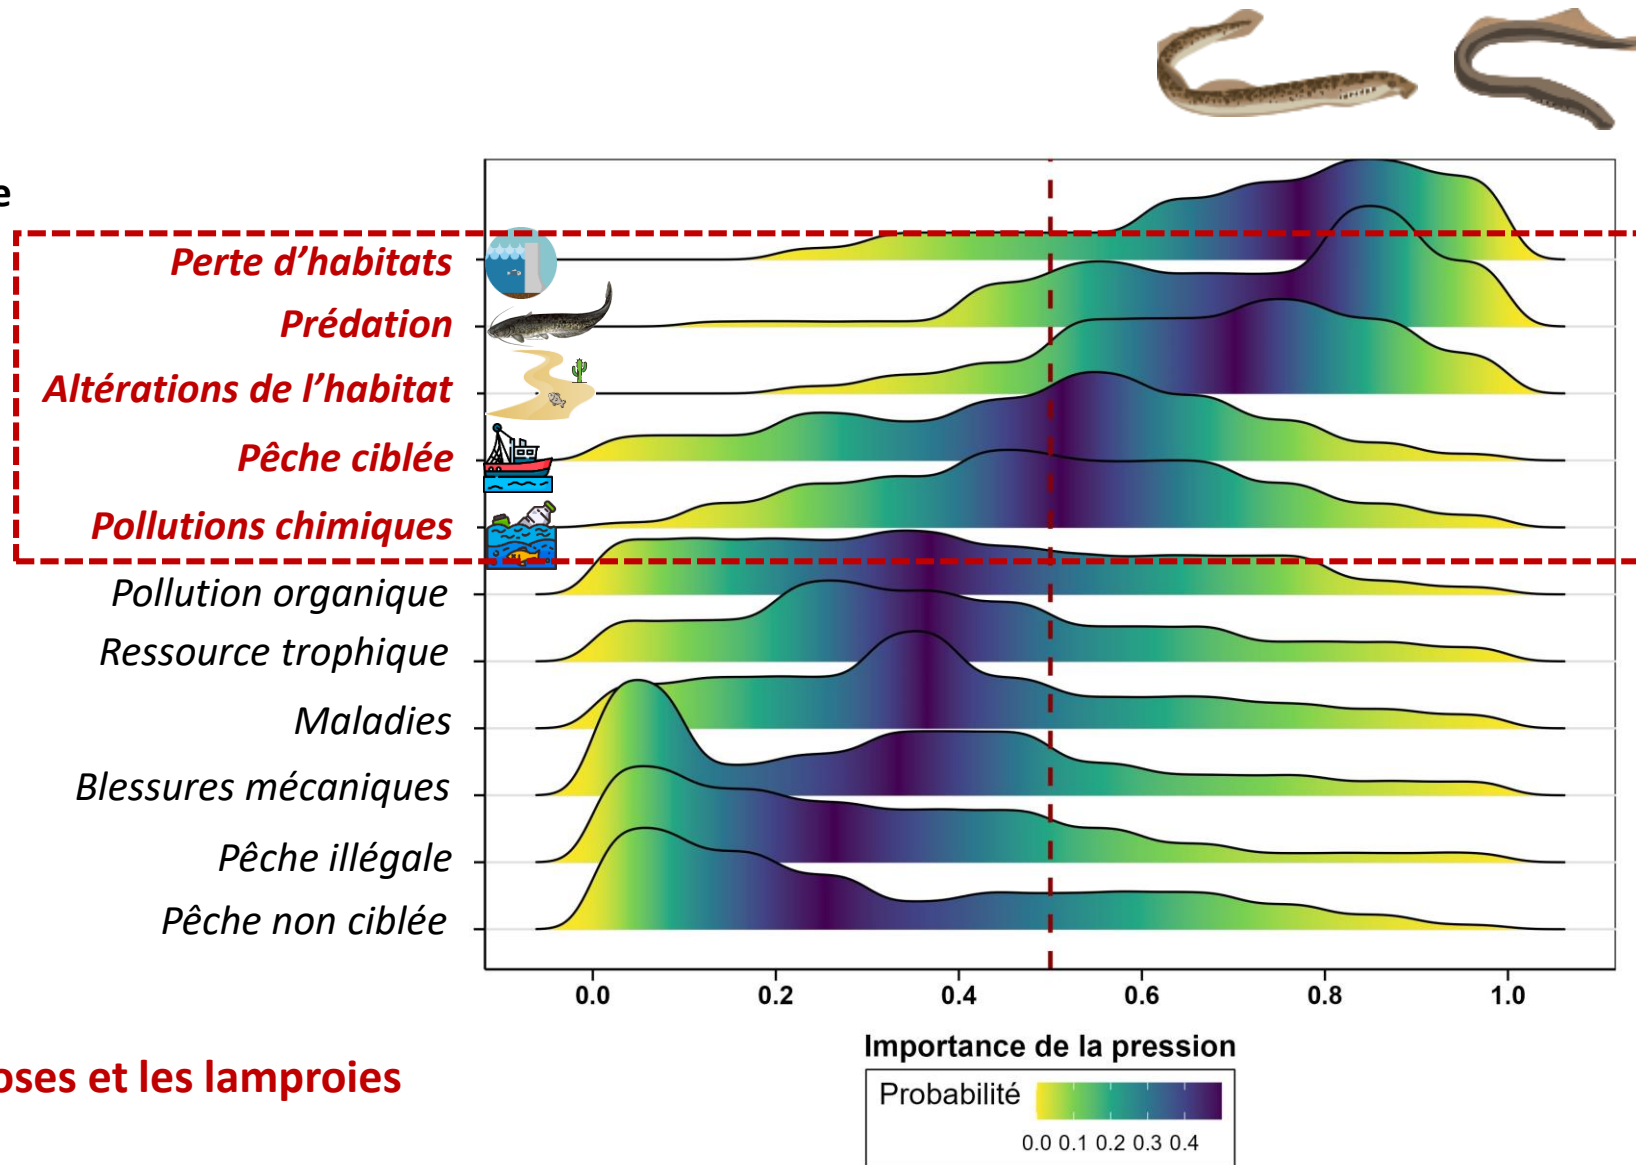 e
Perte d'habitats
Prédation
Altérations de l'habitat
Pêche ciblée
Pollutions chimiques
Pollution organique
Ressource trophique
Maladies
Blessures mécaniques
Pêche illégale
Pêche non ciblée
0.0 0.2 0.4 0.6 0.8 1.0
Importance de la pression
oses et les lamproies
Probabilité
0.0 0.1 0.2 0.3 0.4